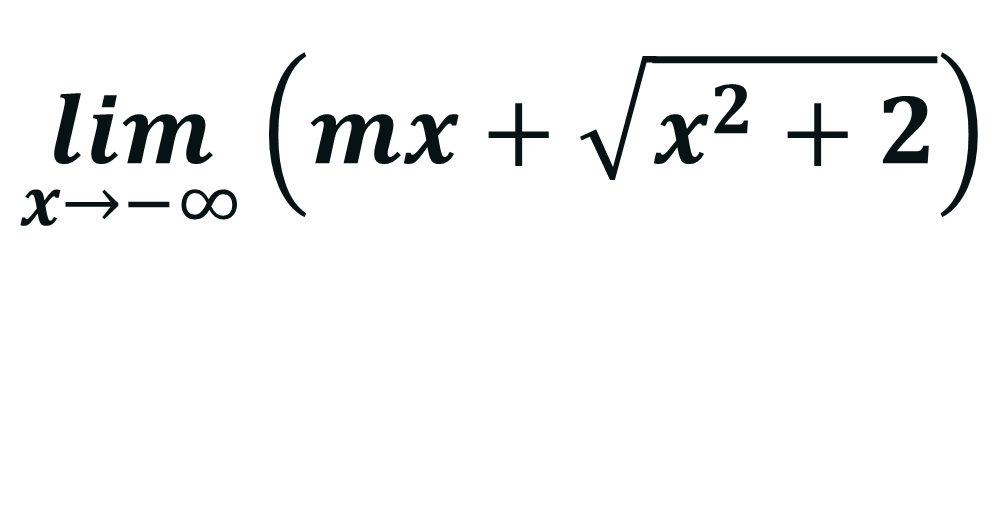 lim (mx + √(x² + 2))
x→−∞